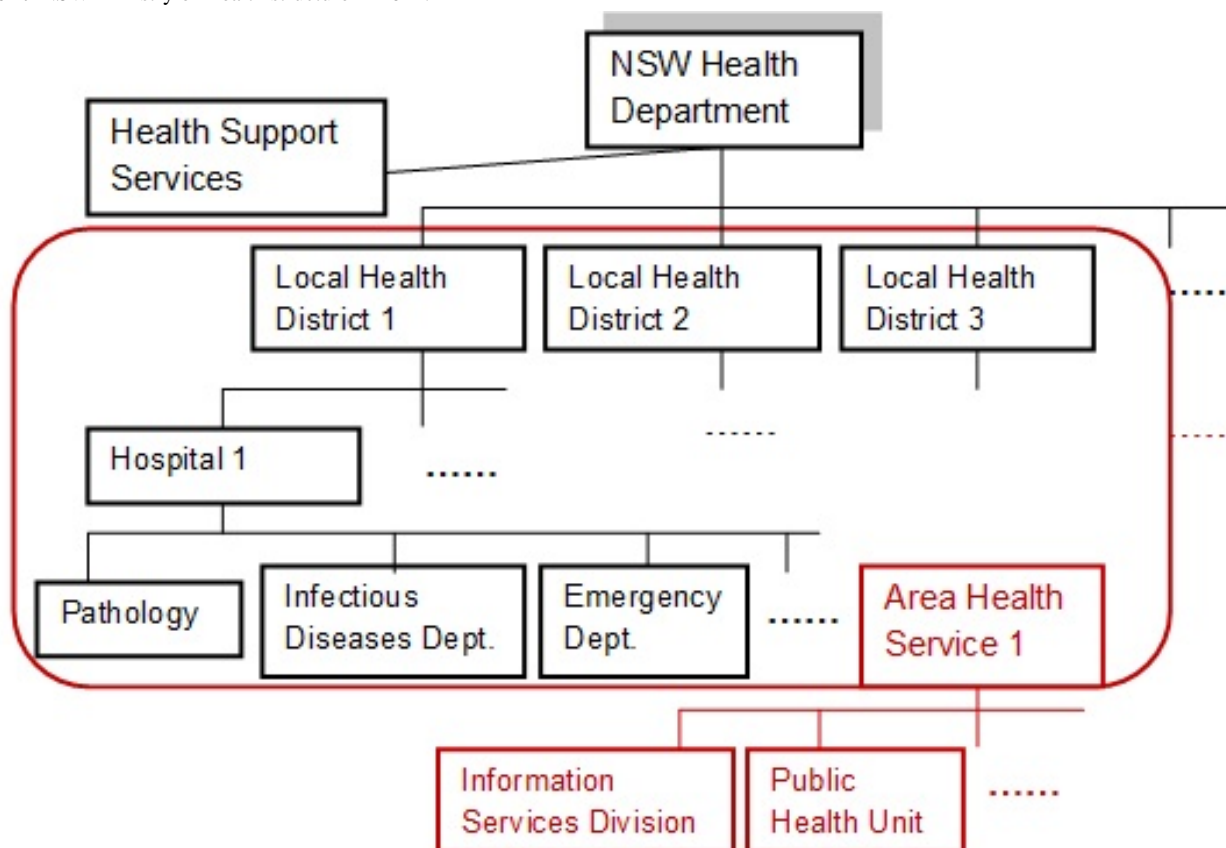 NSW Health
Department
Health Support
Services
Local Health
District 1
Local Health
District 2
Local Health
District 3
......
Hospital 1
......
------
------
Pathology
Infectious
Diseases Dept.
Emergency
Dept.
......
Area Health
Service 1
Information
Services Division
Public
Health Unit
......